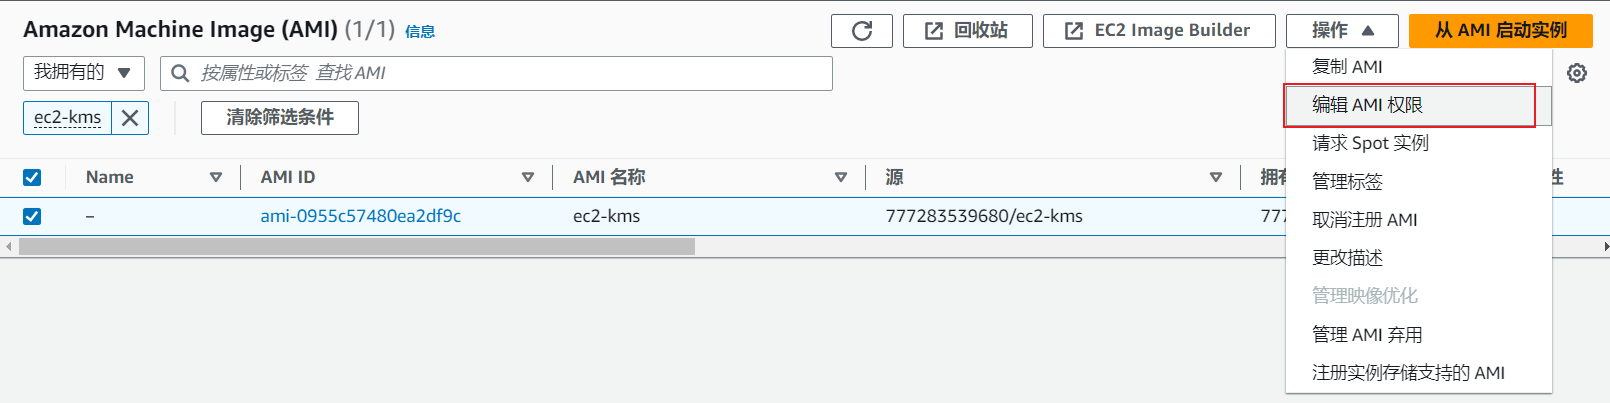 Amazon Machine Image (AMI) (1/1) 信息
回收站
EC2 Image Builder
操作
从 AMI 启动实例
我拥有的
按属性或标签 查找 AMI
ec2-kms
清除筛选条件
复制 AMI
编辑 AMI 权限
请求 Spot 实例
管理标签
取消注册 AMI
更改描述
管理映像优化
管理 AMI 弃用
注册实例存储支持的 AMI
Name
AMI ID
AMI 名称
源
拥
性
–
ami-0955c57480ea2df9c
ec2-kms
777283539680/ec2-kms